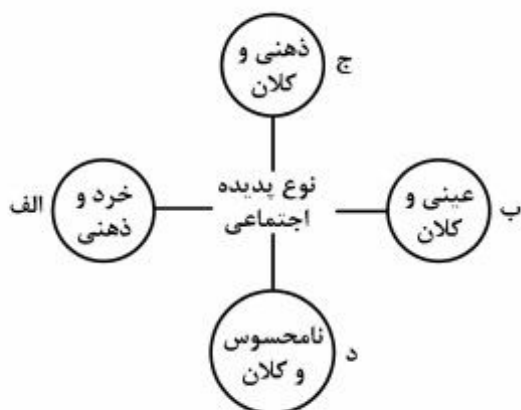 ذهنی و
کلان
ج
نوع پدیده
اجتماعی
عینی و
کلان
ب
خرد و
ذهنی
الف
نامحسوس
و کلان
د